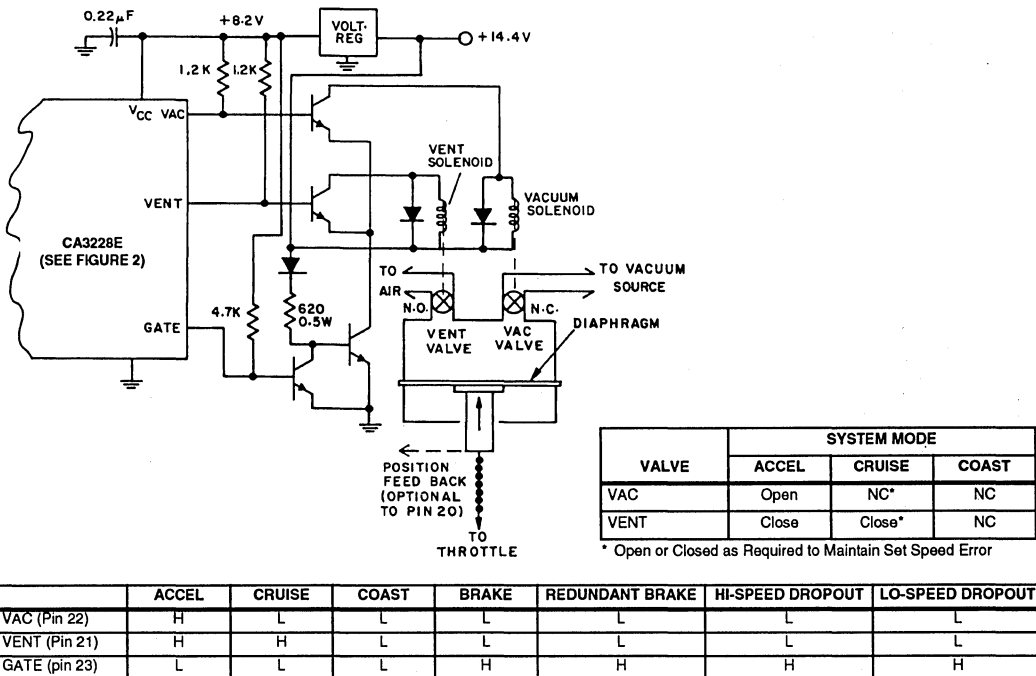 0.22µF
+8.2V
VOLT-
REG
+14.4V
1.2K
1.2K
VCC
VAC
VENT
SOLENOID
VENT
VACUUM
SOLENOID
CA3228E
(SEE FIGURE 2)
TO
AIR
TO VACUUM
SOURCE
4.7K
620
0.5W
N.O.
N.C.
DIAPHRAGM
GATE
VENT
VALVE
VAC
VALVE
POSITION
FEED BACK
(OPTIONAL
TO PIN 20)
TO
THROTTLE
VALVE SYSTEM MODE
ACCEL CRUISE COAST
VAC Open NC* NC
VENT Close Close* NC
* Open or Closed as Required to Maintain Set Speed Error
ACCEL CRUISE COAST BRAKE REDUNDANT BRAKE HI-SPEED DROPOUT LO-SPEED DROPOUT
VAC (Pin 22) H L L L L L L
VENT (Pin 21) H H L L L L L
GATE (pin 23) L L L H H H H